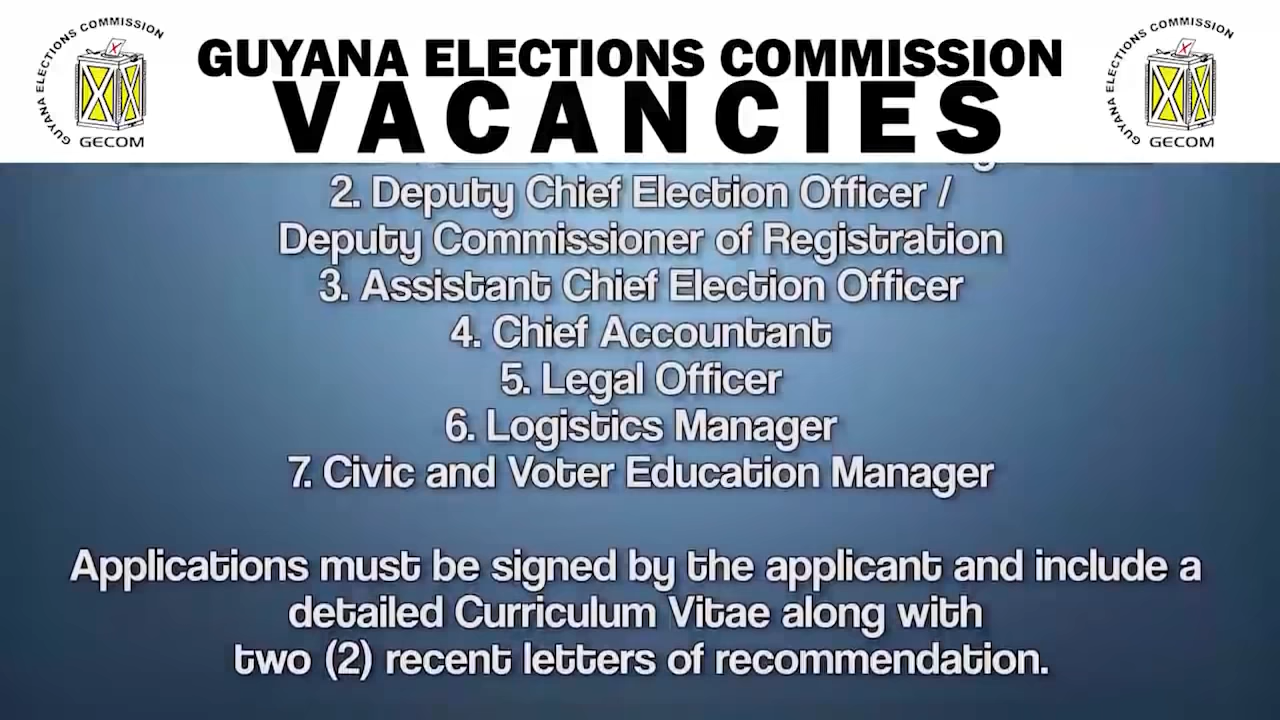 GUYANA ELECTIONS COMMISSION
GECOM
GUYANA ELECTIONS COMMISSION
VACANCIES
GUYANA ELECTIONS COMMISSION
GECOM
2. Deputy Chief Election Officer /
Deputy Commissioner of Registration
3. Assistant Chief Election Officer
4. Chief Accountant
5. Legal Officer
6. Logistics Manager
7. Civic and Voter Education Manager
Applications must be signed by the applicant and include a
detailed Curriculum Vitae along with
two (2) recent letters of recommendation.